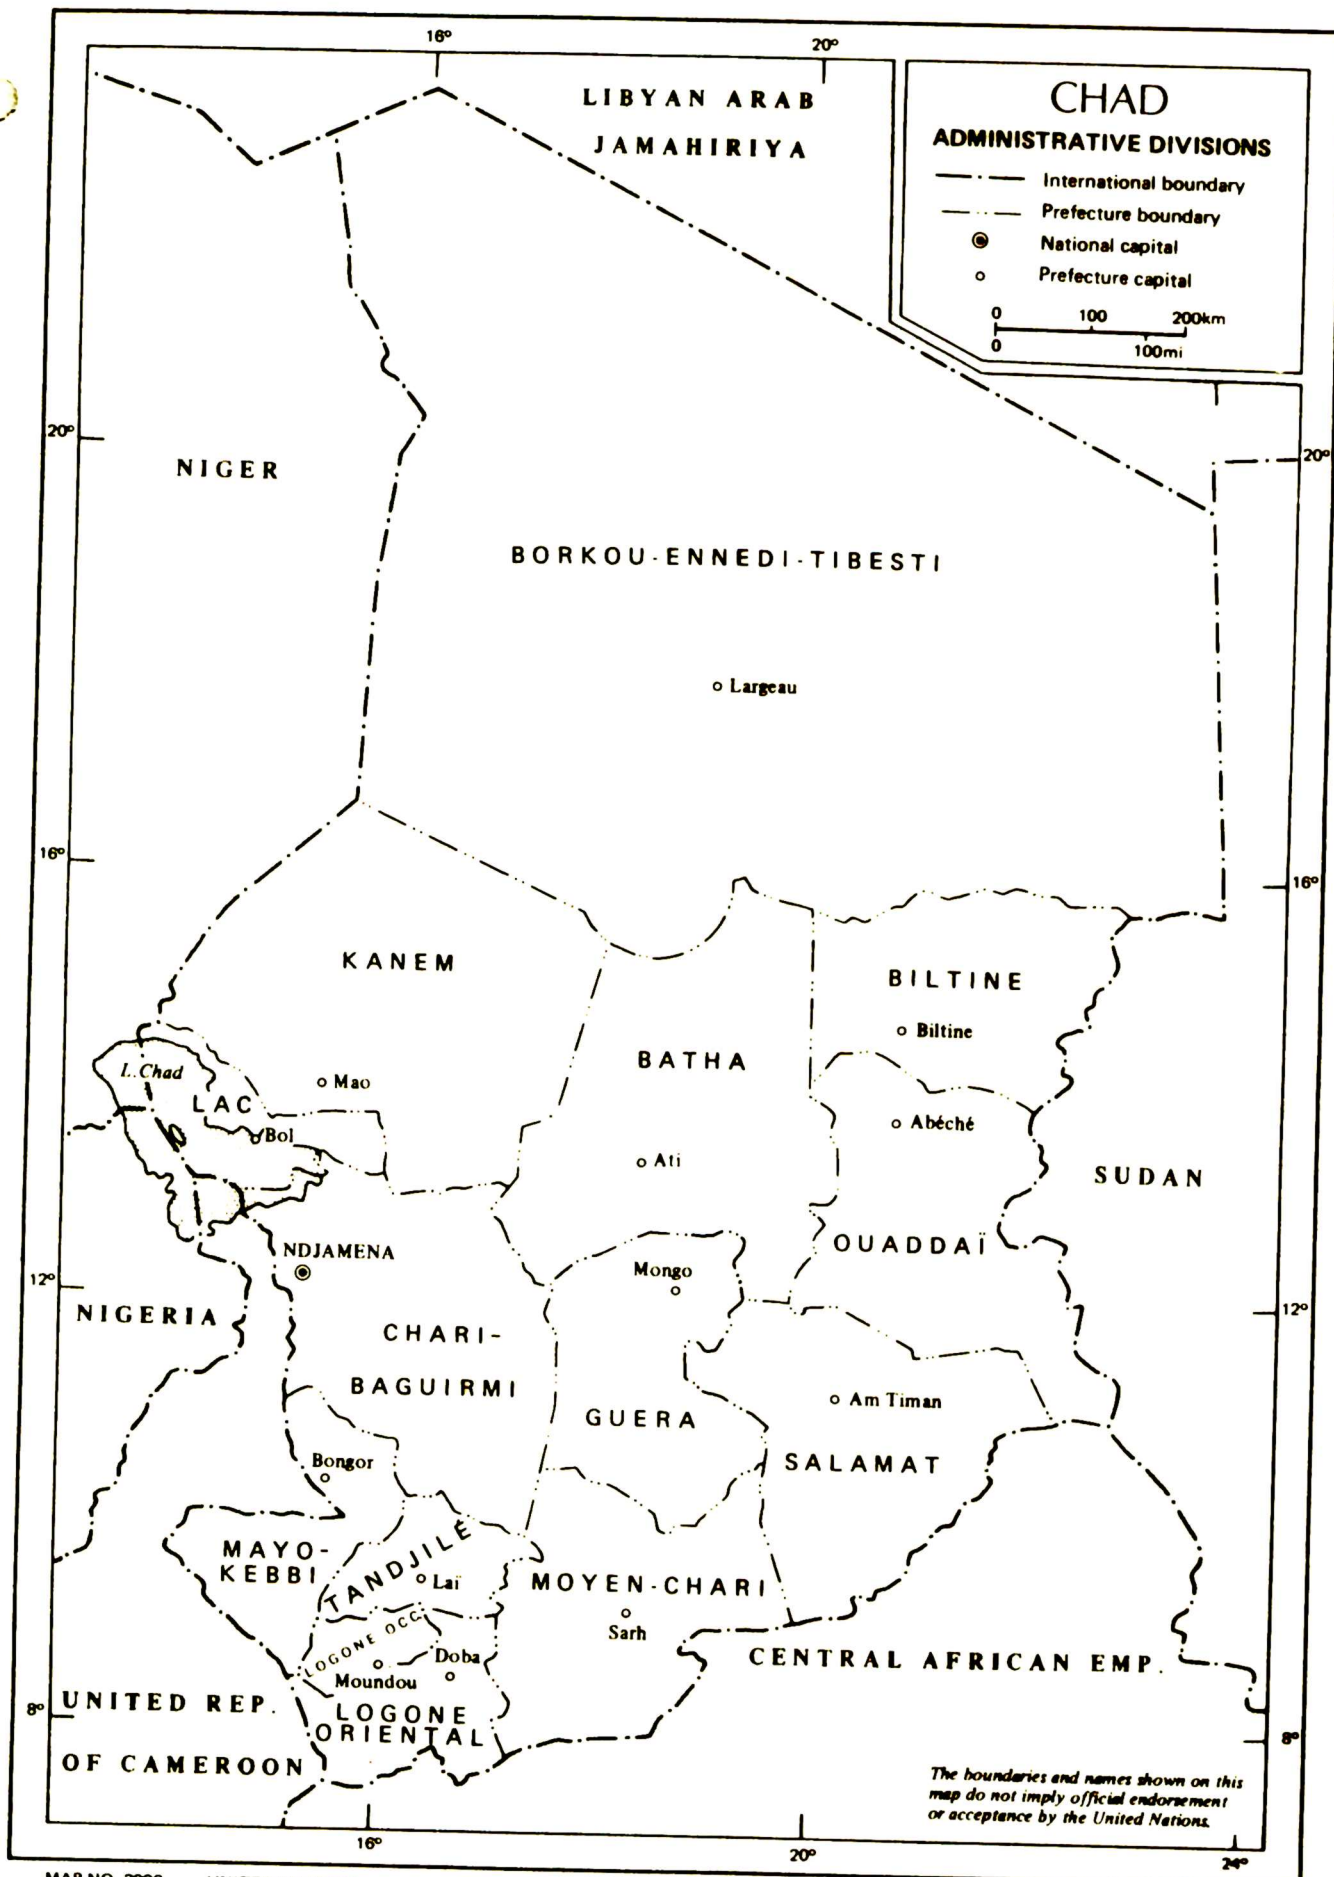 16°
20°
LIBYAN ARAB
JAMAHIRIYA
CHAD
ADMINISTRATIVE DIVISIONS
International boundary
Prefecture boundary
National capital
Prefecture capital
0 100 200km
0 100mi
20°
20°
NIGER
BORKOU-ENNEDI-TIBESTI
Largeau
16°
16°
KANEM
BILTINE
Biltine
BATHA
L. Chad
Mao
LAC
Bol
Abéché
Ati
SUDAN
OUADDAÏ
NDJAMENA
Mongo
12°
12°
NIGERIA
CHARI-
BAGUIRMI
Am Timan
GUERA
Bongor
SALAMAT
MAYO-
KEBBI
TANDJILÉ
Laï
MOYEN-CHARI
Sarh
LOGONE OCC.
Doba
Moundou
CENTRAL AFRICAN EMP.
UNITED REP.
OF CAMEROON
LOGONE
ORIENTAL
8°
8°
The boundaries and names shown on this
map do not imply official endorsement
or acceptance by the United Nations.
16°
20°
24°
MAP NO.